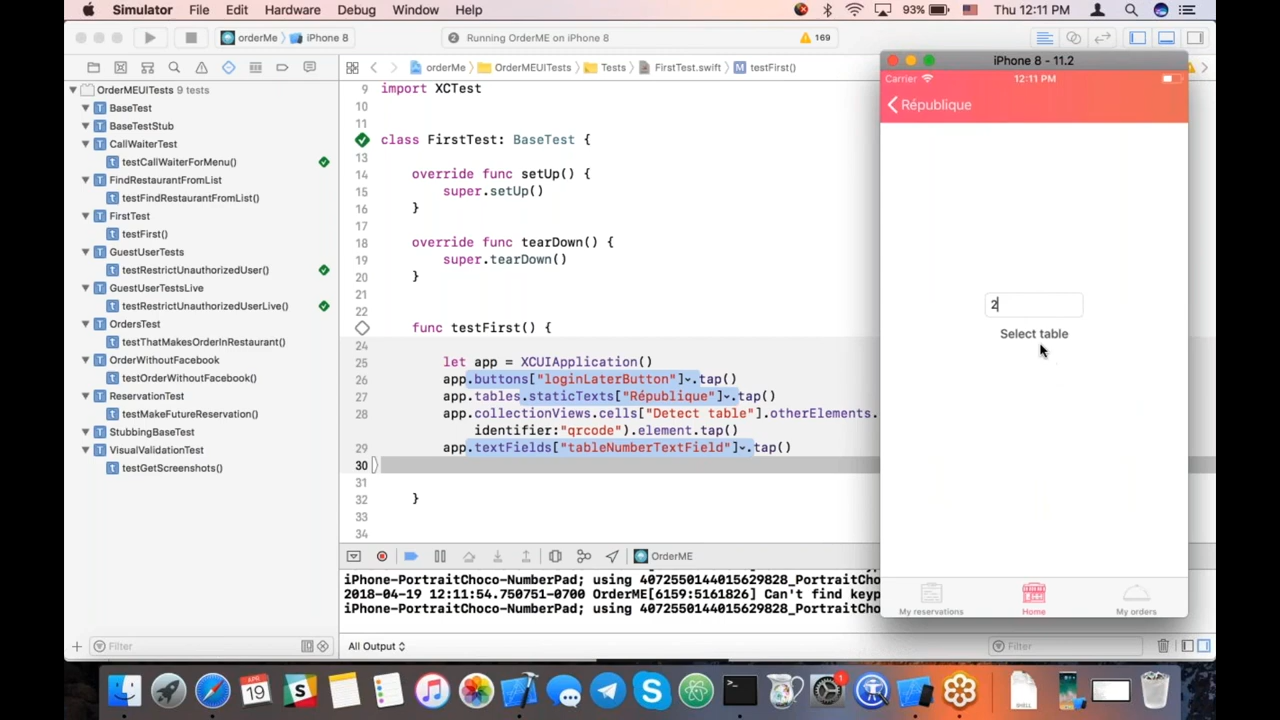 Simulator File Edit Hardware Debug Window Help 93% Thu 12:11 PM
orderMe iPhone 8 Running OrderME on iPhone 8 169
orderMe OrderMEUITests Tests FirstTest.swift M testFirst()
OrderMEUITests 9 tests
T BaseTest
T BaseTestStub
T CallWaiterTest
t testCallWaiterForMenu()
T FindRestaurantFromList
t testFindRestaurantFromList()
T FirstTest
t testFirst()
T GuestUserTests
t testRestrictUnauthorizedUser()
T GuestUserTestsLive
t testRestrictUnauthorizedUserLive()
T OrdersTest
t testThatMakesOrderInRestaurant()
T OrderWithoutFacebook
t testOrderWithoutFacebook()
T ReservationTest
t testMakeFutureReservation()
T StubbingBaseTest
T VisualValidationTest
t testGetScreenshots()
Filter
9 import XCTest
10
11
class FirstTest: BaseTest {
13
14 override func setUp() {
15 super.setUp()
16 }
17
18 override func tearDown() {
19 super.tearDown()
20 }
21
22
func testFirst() {
24
25 let app = XCUIApplication()
26 app.buttons["loginLaterButton"].tap()
27 app.tables.staticTexts["République"].tap()
28 app.collectionViews.cells["Detect table"].otherElements.
identifier:"qrcode").element.tap()
29 app.textFields["tableNumberTextField"].tap()
30
31
32 }
33
34
OrderME
iPhone-PortraitChoco-NumberPad; using 4072550144015629828_PortraitCho
2018-04-19 12:11:54.750751-0700 OrderME[6159:5161826] Can't find keyp
iPhone-PortraitChoco-NumberPad; using 4072550144015629828_PortraitCho
All Output Filter
iPhone 8 - 11.2
Carrier 12:11 PM
République
2
Select table
My reservations Home My orders
APR
19
1
SHELL